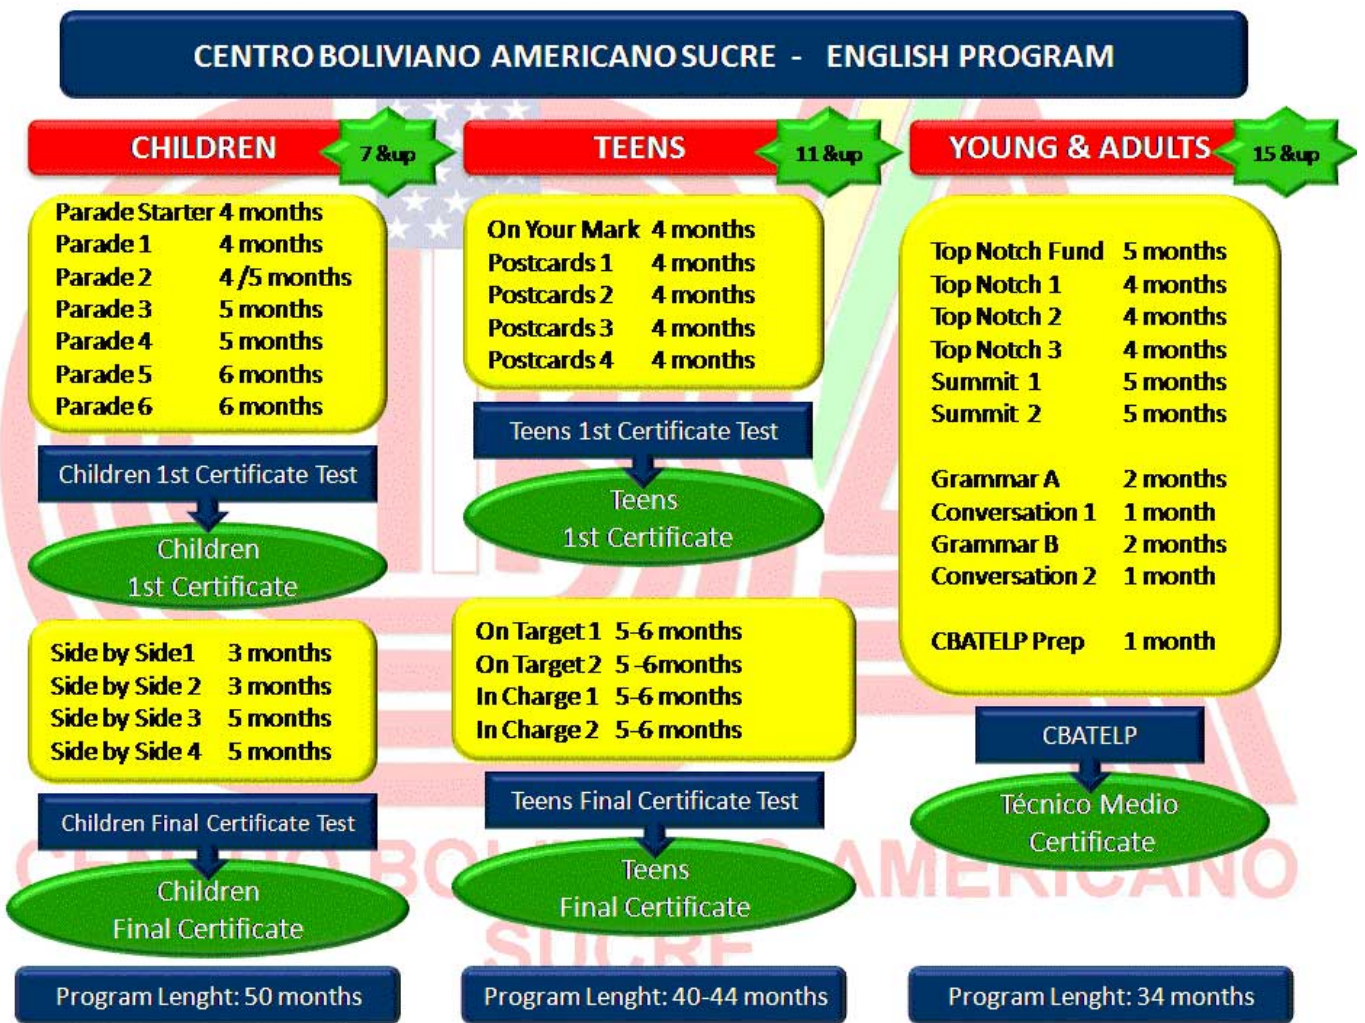 CENTRO BOLIVIANO AMERICANO SUCRE - ENGLISH PROGRAM
CHILDREN
7 &up
Parade Starter 4 months
Parade 1 4 months
Parade 2 4 /5 months
Parade 3 5 months
Parade 4 5 months
Parade 5 6 months
Parade 6 6 months
Children 1st Certificate Test
Children
1st Certificate
Side by Side1 3 months
Side by Side 2 3 months
Side by Side 3 5 months
Side by Side 4 5 months
Children Final Certificate Test
Children
Final Certificate
Program Lenght: 50 months
TEENS
11 &up
On Your Mark 4 months
Postcards 1 4 months
Postcards 2 4 months
Postcards 3 4 months
Postcards 4 4 months
Teens 1st Certificate Test
Teens
1st Certificate
On Target 1 5-6 months
On Target 2 5 -6months
In Charge 1 5-6 months
In Charge 2 5-6 months
Teens Final Certificate Test
Teens
Final Certificate
Program Lenght: 40-44 months
YOUNG & ADULTS
15 &up
Top Notch Fund 5 months
Top Notch 1 4 months
Top Notch 2 4 months
Top Notch 3 4 months
Summit 1 5 months
Summit 2 5 months
Grammar A 2 months
Conversation 1 1 month
Grammar B 2 months
Conversation 2 1 month
CBATELP Prep 1 month
CBATELP
Técnico Medio
Certificate
Program Lenght: 34 months
CENTRO BOLIVIANO AMERICANO
SUCRE